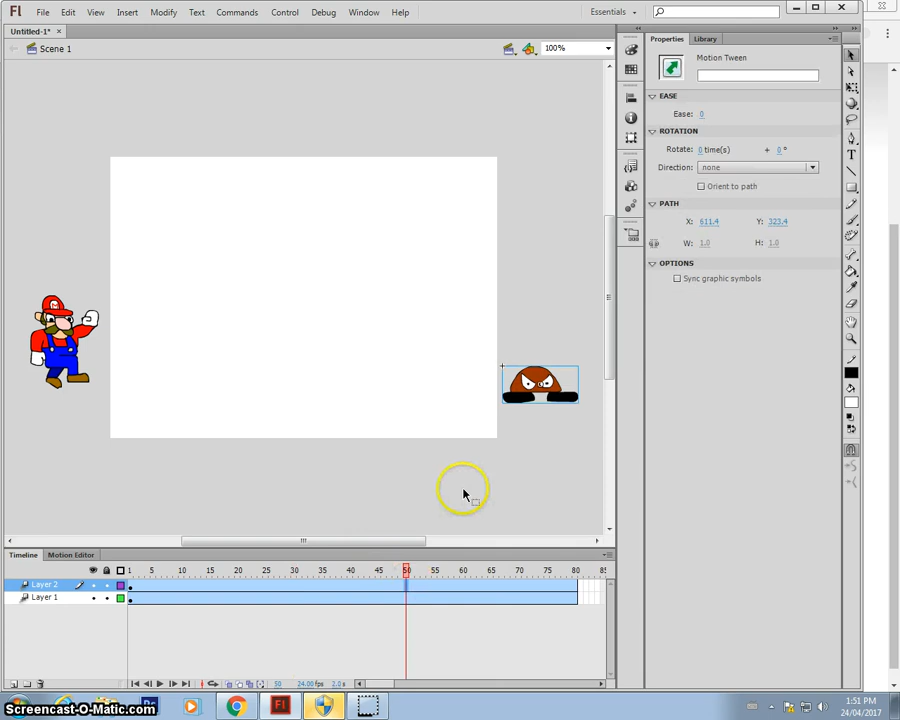 Fl File Edit View Insert Modify Text Commands Control Debug Window Help Essentials
Untitled-1* ×
Scene 1 100%
Properties Library
Motion Tween
EASE
Ease: 0
ROTATION
Rotate: 0 time(s) + 0 °
Direction: none
Orient to path
PATH
X: 611.4 Y: 323.4
W: 1.0 H: 1.0
OPTIONS
Sync graphic symbols
M
Timeline Motion Editor
1 5 10 15 20 25 30 35 40 45 50 55 60 65 70 75 80 85
Layer 2
Layer 1
50 24.00 fps 2.0 s
Ps Fl
Screencast-O-Matic.com
1:51 PM
24/04/2017